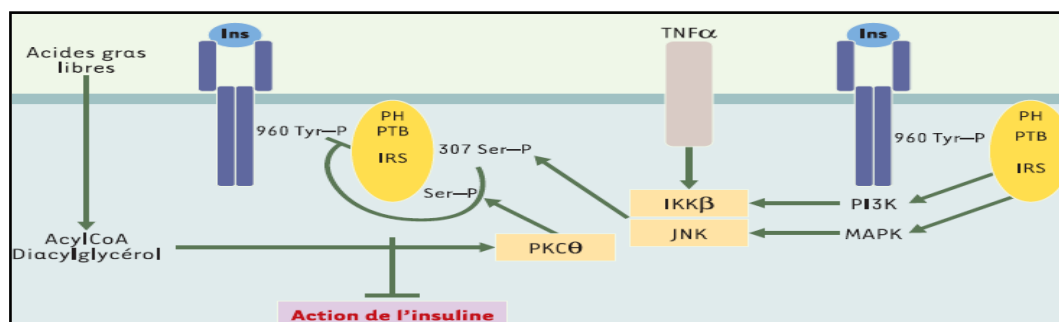 Ins
TNFα
Ins
Acides gras
libres
960 Tyr–P
PH
PTB
IRS
307 Ser–P
Ser–P
960 Tyr–P
PH
PTB
IRS
IKKβ
JNK
PI3K
MAPK
AcylCoA
Diacylglycérol
PKCθ
Action de l'insuline